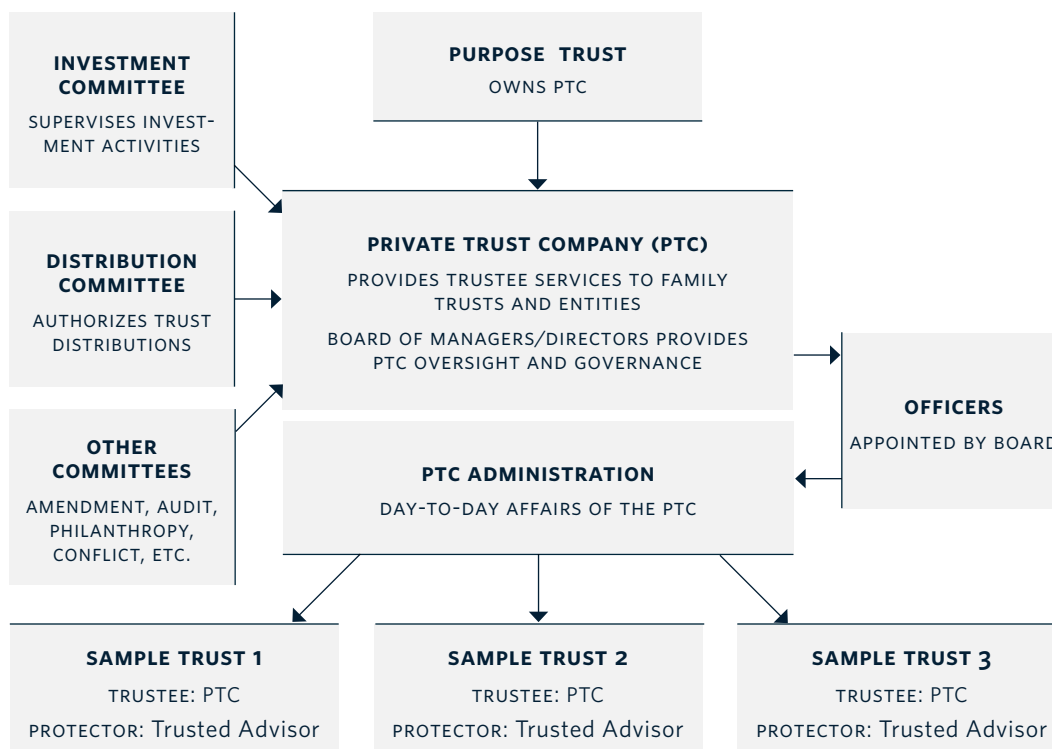 INVESTMENT
COMMITTEE
SUPERVISES INVEST-
MENT ACTIVITIES
PURPOSE TRUST
OWNS PTC
DISTRIBUTION
COMMITTEE
AUTHORIZES TRUST
DISTRIBUTIONS
PRIVATE TRUST COMPANY (PTC)
PROVIDES TRUSTEE SERVICES TO FAMILY
TRUSTS AND ENTITIES
BOARD OF MANAGERS/DIRECTORS PROVIDES
PTC OVERSIGHT AND GOVERNANCE
OFFICERS
APPOINTED BY BOARD
OTHER
COMMITTEES
AMENDMENT, AUDIT,
PHILANTHROPY,
CONFLICT, ETC.
PTC ADMINISTRATION
DAY-TO-DAY AFFAIRS OF THE PTC
SAMPLE TRUST 1
TRUSTEE: PTC
PROTECTOR: Trusted Advisor
SAMPLE TRUST 2
TRUSTEE: PTC
PROTECTOR: Trusted Advisor
SAMPLE TRUST 3
TRUSTEE: PTC
PROTECTOR: Trusted Advisor